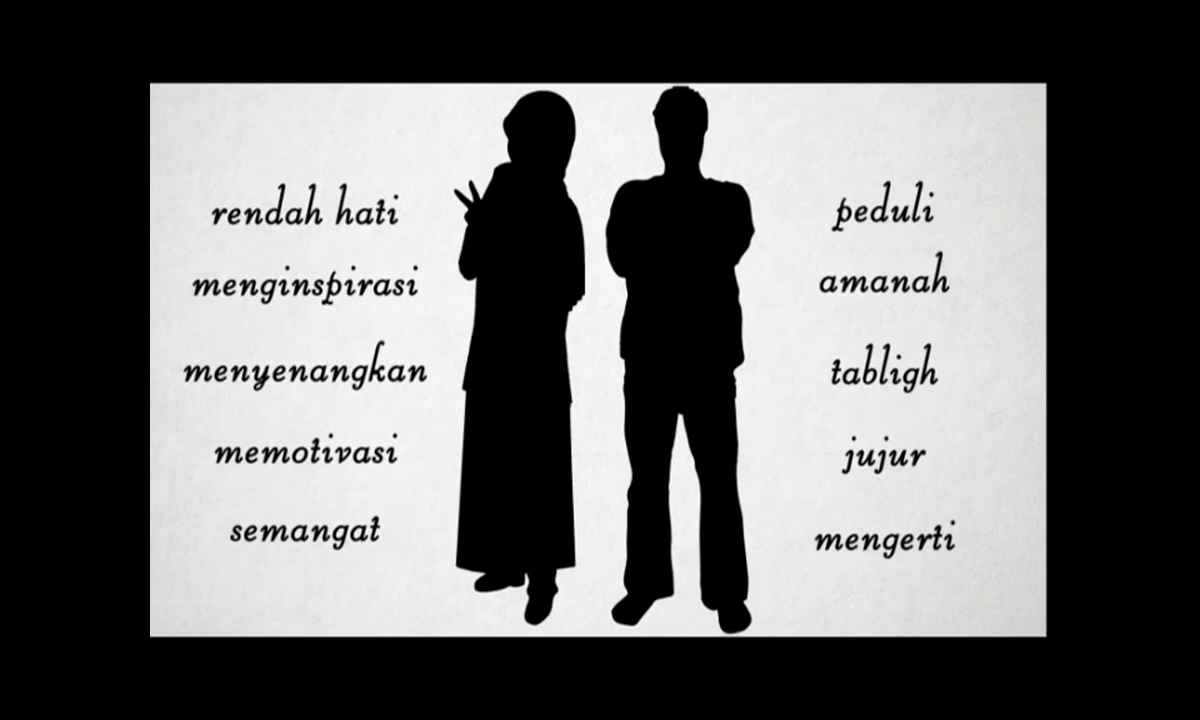 rendah hati
menginspirasi
menyenangkan
memotivasi
semangat
peduli
amanah
tabligh
jujur
mengerti